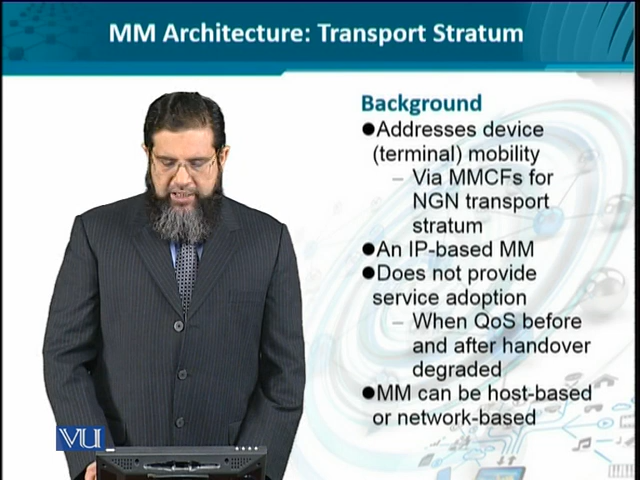 MM Architecture: Transport Stratum
Background
●Addresses device
(terminal) mobility
– Via MMCFs for
NGN transport
stratum
●An IP-based MM
●Does not provide
service adoption
– When QoS before
and after handover
degraded
●MM can be host-based
or network-based
VU